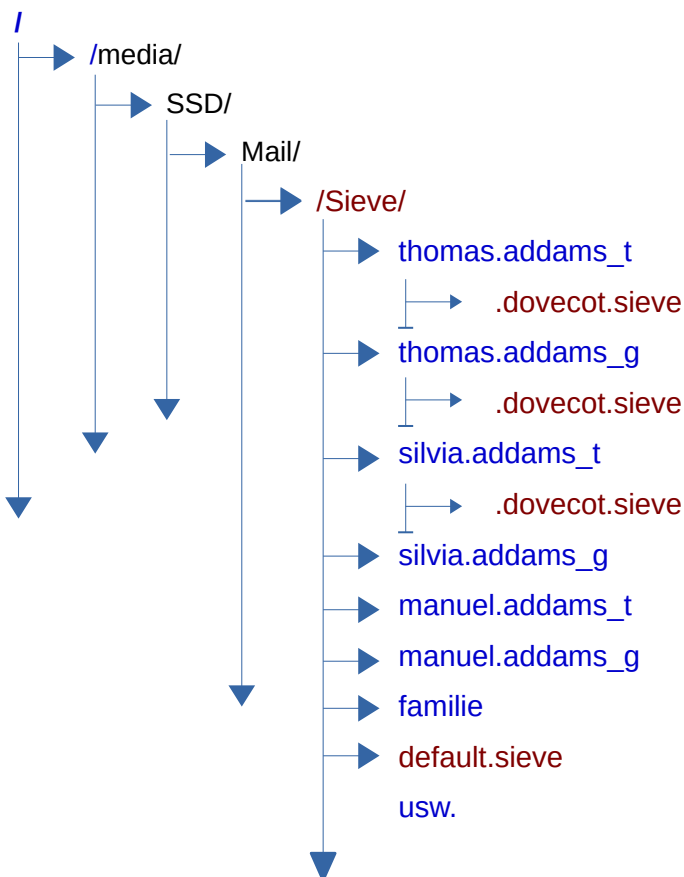 /
/media/
SSD/
Mail/
/Sieve/
thomas.addams_t
.dovecot.sieve
thomas.addams_g
.dovecot.sieve
silvia.addams_t
.dovecot.sieve
silvia.addams_g
manuel.addams_t
manuel.addams_g
familie
default.sieve
usw.